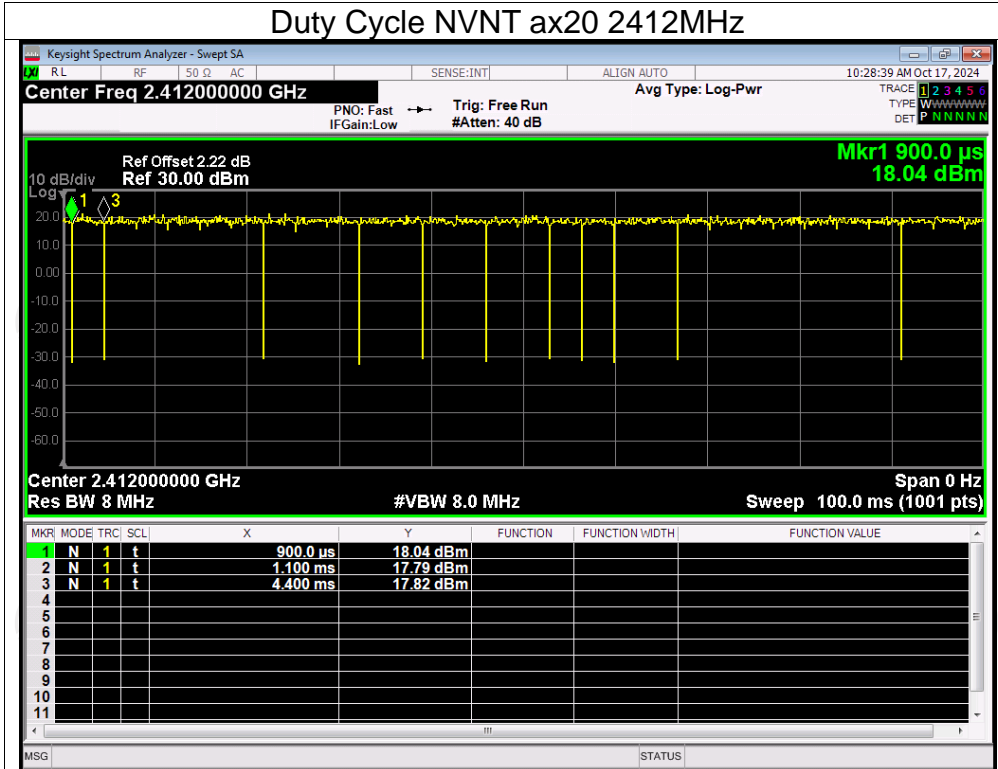 Duty Cycle NVNT ax20 2412MHz
Keysight Spectrum Analyzer - Swept SA
LXI RL RF 50 Ω AC SENSE:INT ALIGN AUTO 10:28:39 AM Oct 17, 2024
Center Freq 2.412000000 GHz Avg Type: Log-Pwr TRACE 1 2 3 4 5 6
PNO: Fast Trig: Free Run TYPE WWWWWW
IFGain:Low #Atten: 40 dB DET P N N N N N
Mkr1 900.0 µs
Ref Offset 2.22 dB
10 dB/div Ref 30.00 dBm 18.04 dBm
Log
1 3
20.0
10.0
0.00
-10.0
-20.0
-30.0
-40.0
-50.0
-60.0
Center 2.412000000 GHz Span 0 Hz
Res BW 8 MHz #VBW 8.0 MHz Sweep 100.0 ms (1001 pts)
MKR MODE TRC SCL X Y FUNCTION FUNCTION WIDTH FUNCTION VALUE
1 N 1 t 900.0 µs 18.04 dBm
2 N 1 t 1.100 ms 17.79 dBm
3 N 1 t 4.400 ms 17.82 dBm
4
5
6
7
8
9
10
11
MSG STATUS